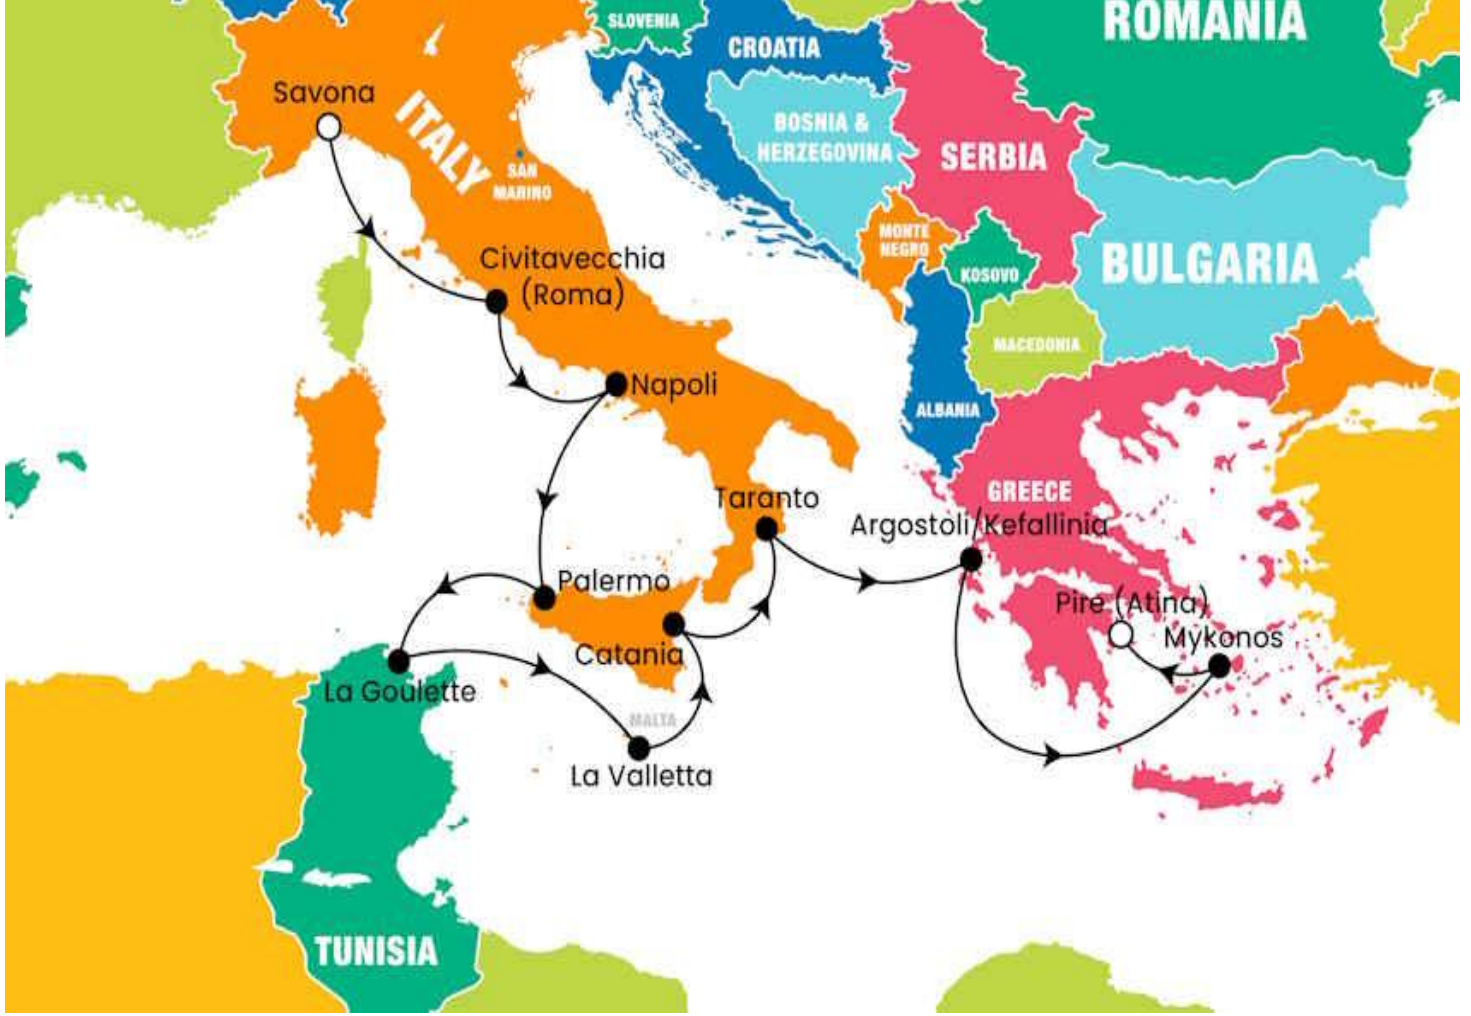 SLOVENIA
ROMANIA
CROATIA
Savona
ITALY
BOSNIA &
HERZEGOVINA
SERBIA
SAN
MARINO
MONTE
NEGRO
KOSOVO
BULGARIA
Civitavecchia
(Roma)
MACEDONIA
Napoli
ALBANIA
GREECE
Taranto
Argostoli/Kefallinia
Palermo
Pire (Atina)
Mykonos
Catania
La Goulette
MALTA
La Valletta
TUNISIA